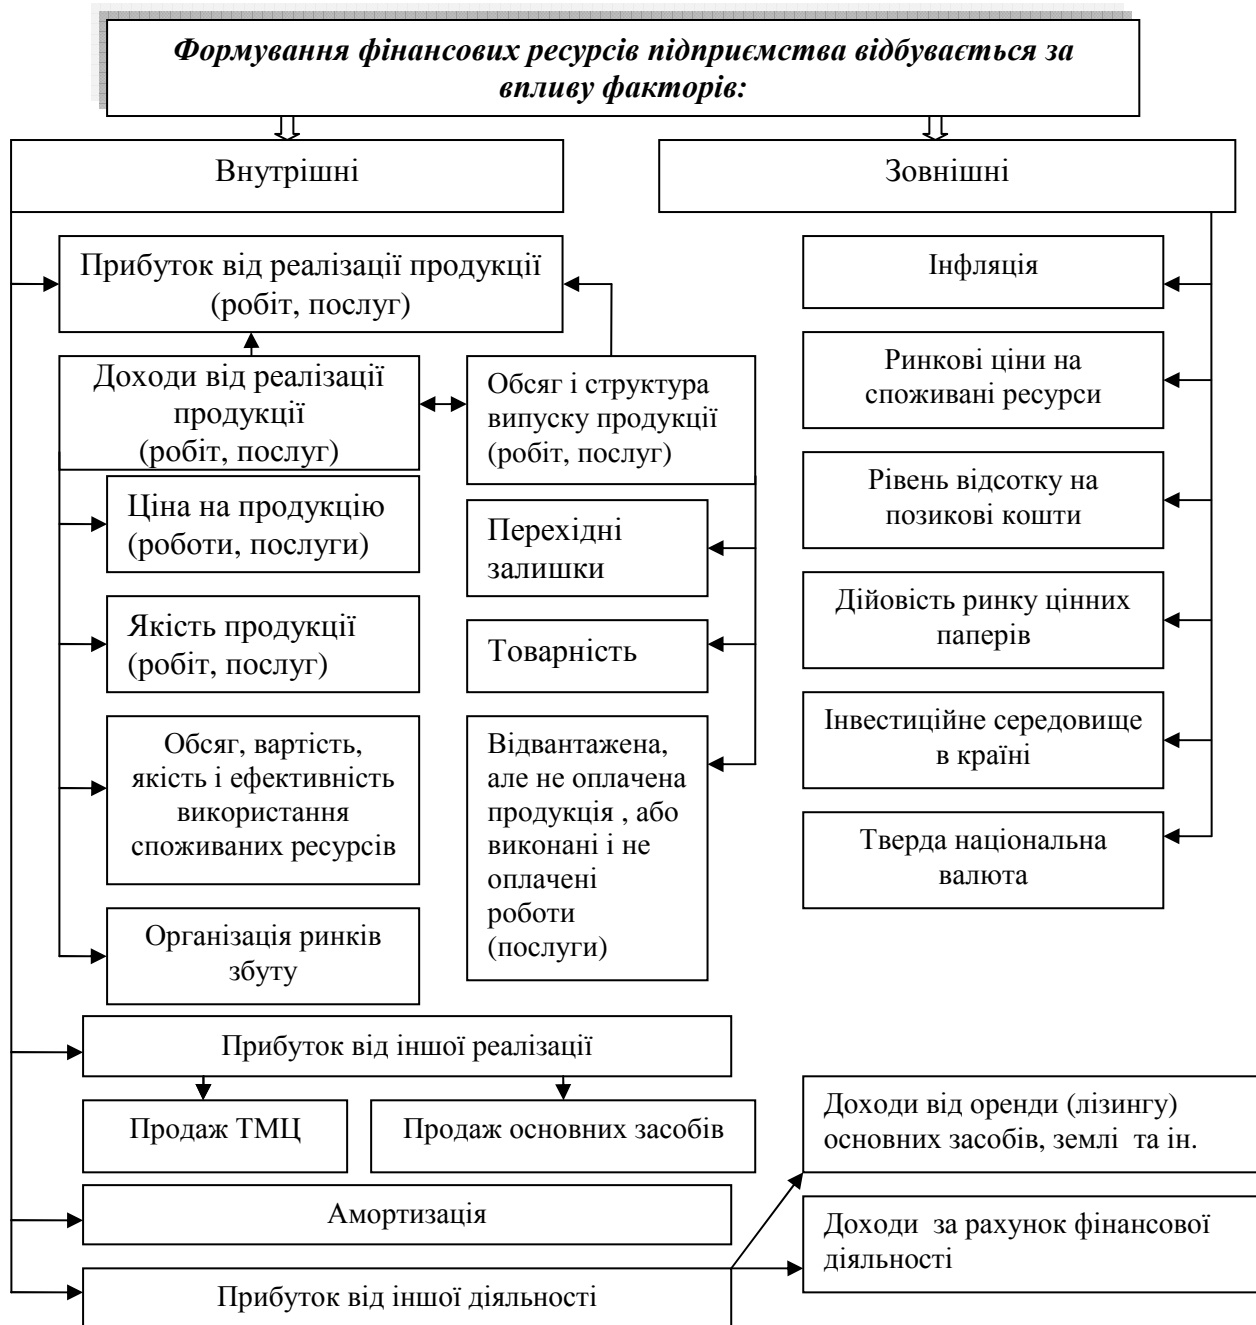 Формування фінансових ресурсів підприємства відбувається за
впливу факторів:
Внутрішні
Зовнішні
Прибуток від реалізації продукції
(робіт, послуг)
Доходи від реалізації
продукції
(робіт, послуг)
Обсяг і структура
випуску продукції
(робіт, послуг)
Ціна на продукцію
(роботи, послуги)
Якість продукції
(робіт, послуг)
Обсяг, вартість,
якість і ефективність
використання
споживаних ресурсів
Організація ринків
збуту
Перехідні
залишки
Товарність
Відвантажена,
але не оплачена
продукція , або
виконані і не
оплачені
роботи
(послуги)
Інфляція
Ринкові ціни на
споживані ресурси
Рівень відсотку на
позикові кошти
Дійовість ринку цінних
паперів
Інвестиційне середовище
в країні
Тверда національна
валюта
Прибуток від іншої реалізації
Продаж ТМЦ
Продаж основних засобів
Амортизація
Прибуток від іншої діяльності
Доходи від оренди (лізингу)
основних засобів, землі та ін.
Доходи за рахунок фінансової
діяльності